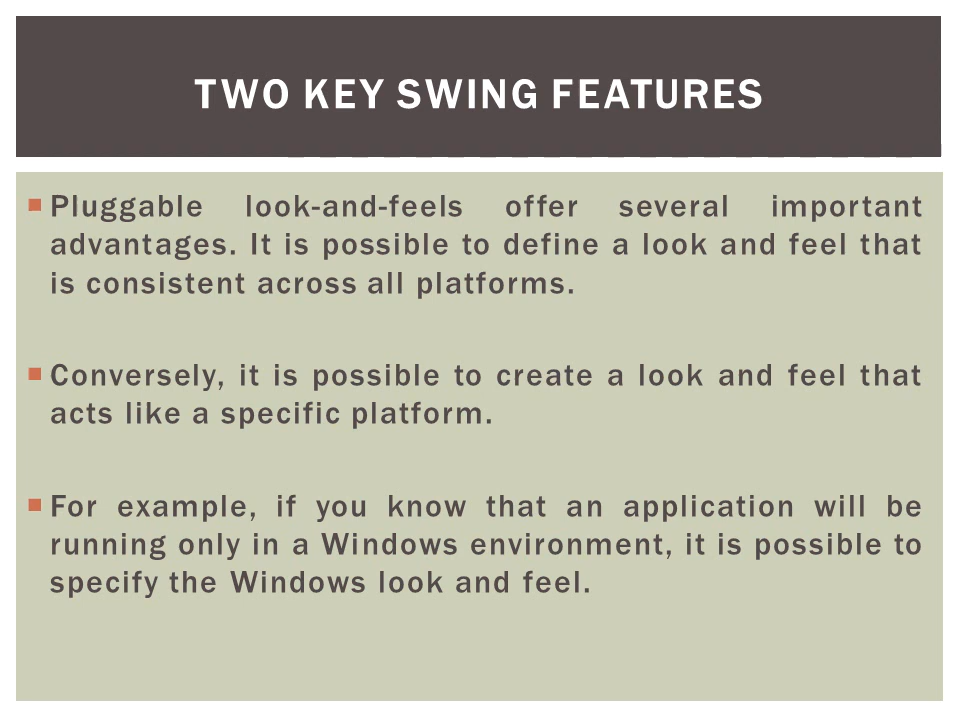 TWO KEY SWING FEATURES
Pluggable look-and-feels offer several important
advantages. It is possible to define a look and feel that
is consistent across all platforms.
Conversely, it is possible to create a look and feel that
acts like a specific platform.
For example, if you know that an application will be
running only in a Windows environment, it is possible to
specify the Windows look and feel.